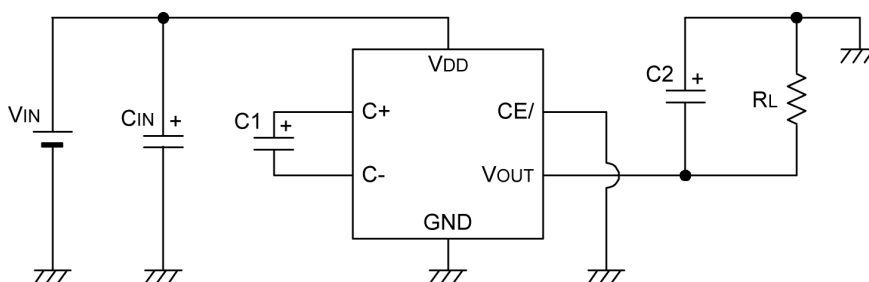 VDD
C2 +
RL
VIN
CIN +
C1 +
C+
CE/
C-
VOUT
GND